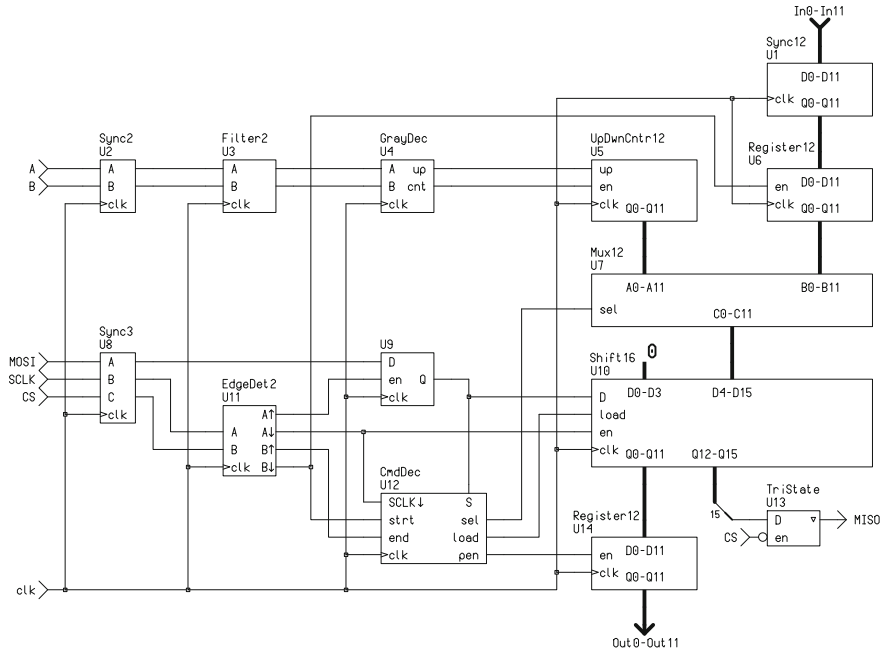 In0-In11
Sync12
U1
D0-D11
clk Q0-Q11
Sync2
U2
A
B
clk
Filter2
U3
A
B
clk
GrayDec
U4
A up
B cnt
clk
UpDwnCntr12
U5
up
en
clk Q0-Q11
Register12
U6
D0-D11
en
clk Q0-Q11
A
B
Mux12
U7
A0-A11 B0-B11
sel C0-C11
Sync3
U8
A
B
C
clk
MOSI
SCLK
CS
U9
D
en Q
clk
Shift16
U10
0
D0-D3 D4-D15
D
load
en
clk
Q0-Q11 Q12-Q15
EdgeDet2
U11
A↑
A A↓
B B↑
clk B↓
CmdDec
U12
SCLK↓ S
strt sel
end load
clk pen
TriState
U13
15
D ▿
en
CS
MISO
Register12
U14
D0-D11
en
clk Q0-Q11
clk
Out0-Out11